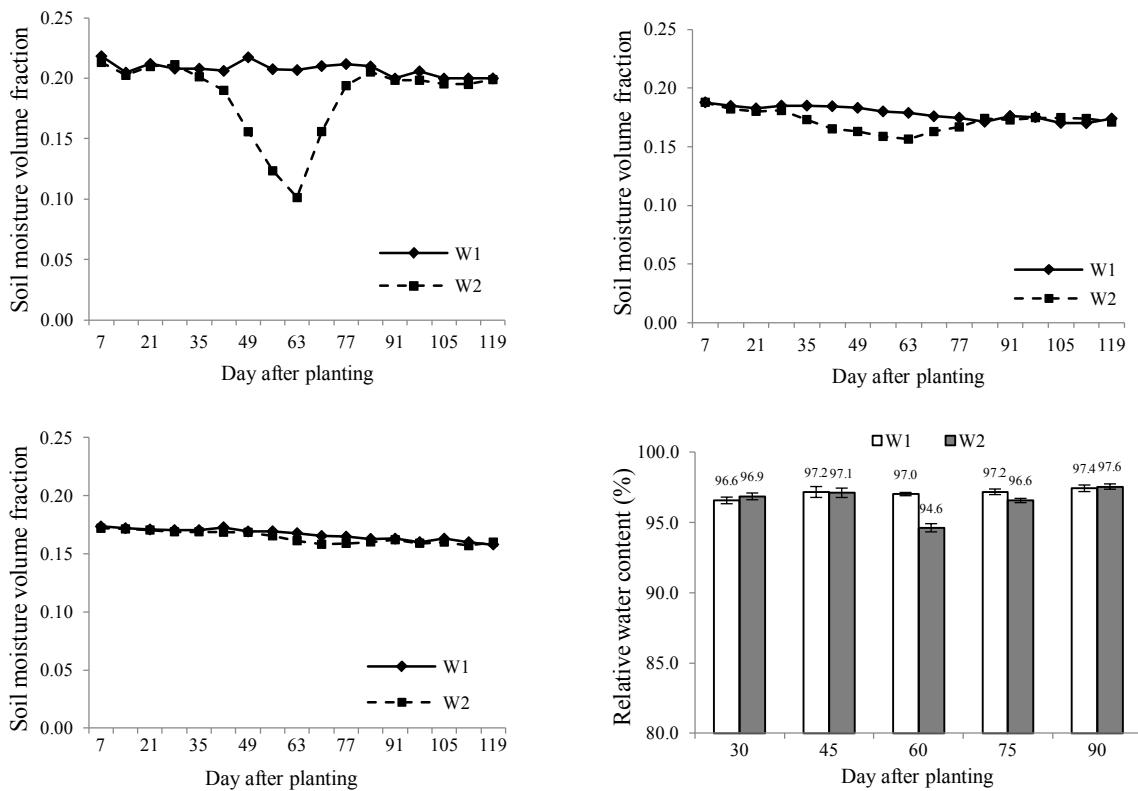 Soil moisture volume fraction
0.25
0.20
0.15
0.10
0.05
0.00
W1
W2
7 21 35 49 63 77 91 105 119
Day after planting
Soil moisture volume fraction
0.25
0.20
0.15
0.10
0.05
0.00
W1
W2
7 21 35 49 63 77 91 105 119
Day after planting
Soil moisture volume fraction
0.25
0.20
0.15
0.10
0.05
0.00
W1
W2
7 21 35 49 63 77 91 105 119
Day after planting
Relative water content (%)
W1 W2
100.0
95.0
90.0
85.0
80.0
96.6 96.9 97.2 97.1 97.0 94.6 97.2 96.6 97.4 97.6
30 45 60 75 90
Day after planting